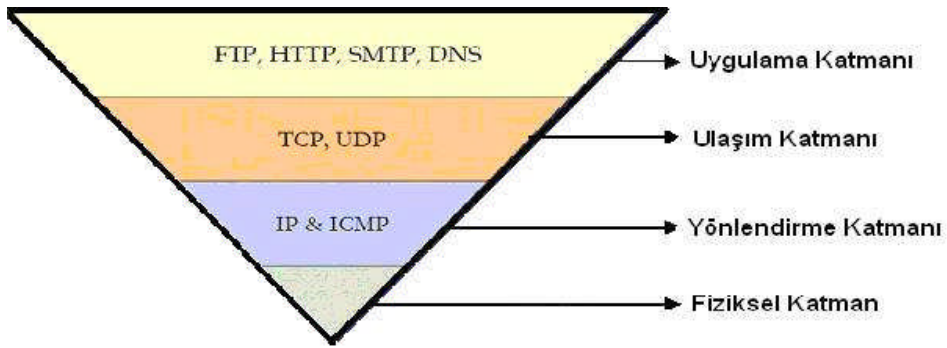 FTP, HTTP, SMTP, DNS
Uygulama Katmanı
TCP, UDP
Ulaşım Katmanı
IP & ICMP
Yönlendirme Katmanı
Fiziksel Katman